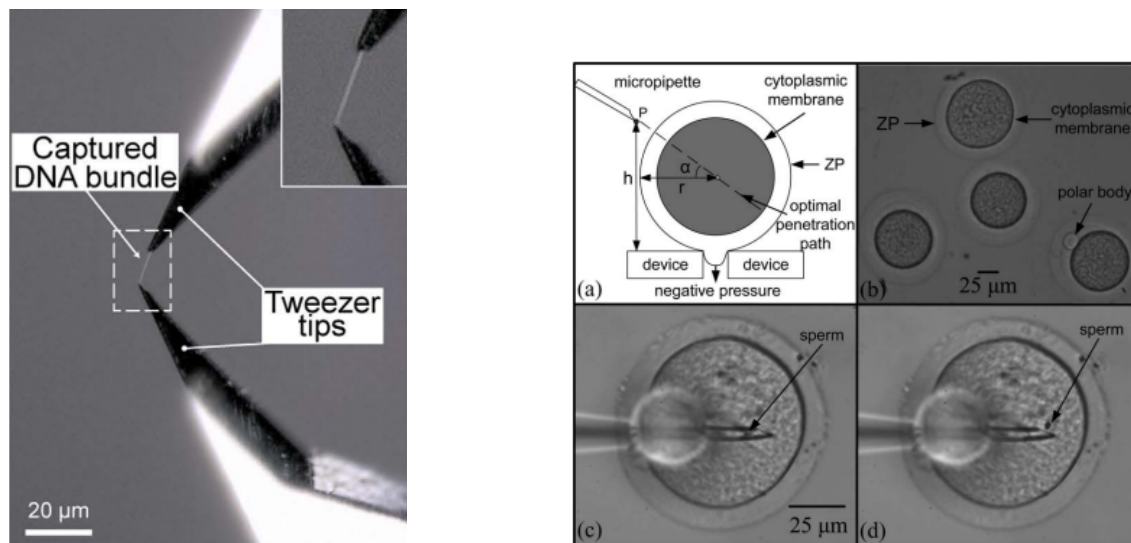 Captured
DNA bundle
Tweezer
tips
20 µm
micropipette
cytoplasmic
membrane
P
ZP
h
α
r
optimal
penetration
path
device
device
negative pressure
(a)
ZP
cytoplasmic
membrane
polar body
25 µm
(b)
sperm
25 µm
(c)
sperm
(d)